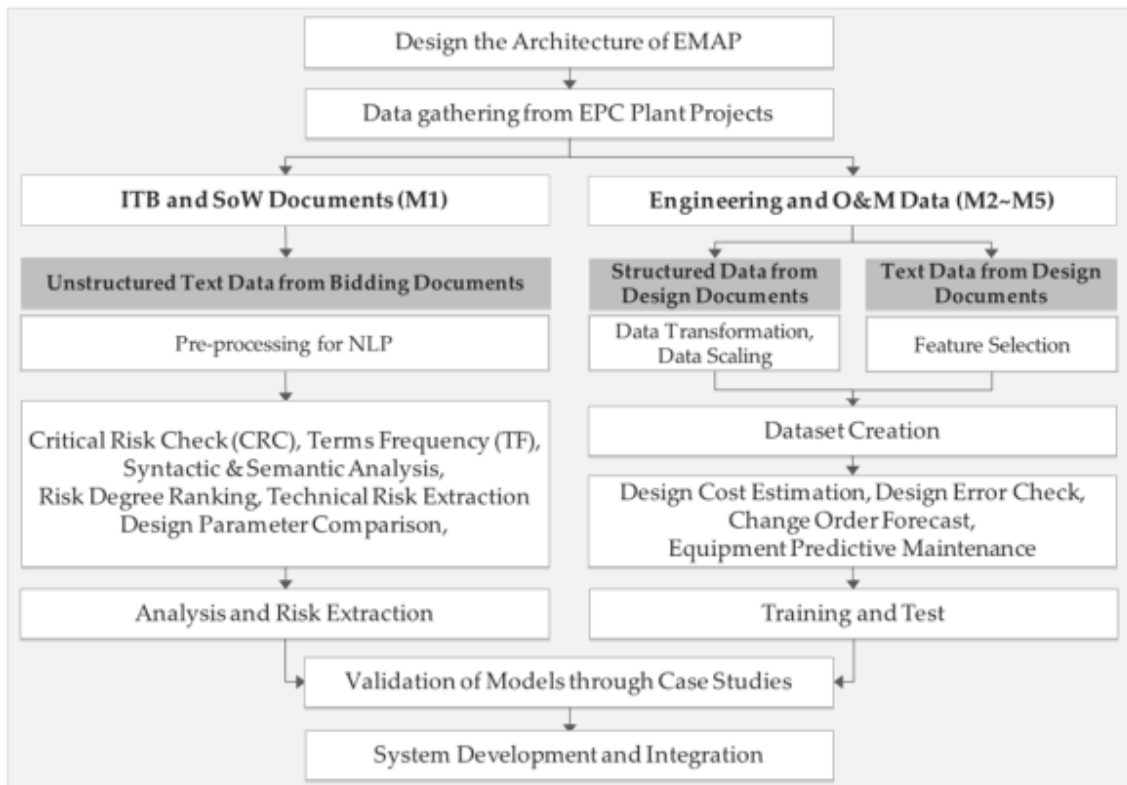 Design the Architecture of EMAP
Data gathering from EPC Plant Projects
ITB and SoW Documents (M1)
Unstructured Text Data from Bidding Documents
Pre-processing for NLP
Critical Risk Check (CRC), Terms Frequency (TF),
Syntactic & Semantic Analysis,
Risk Degree Ranking, Technical Risk Extraction
Design Parameter Comparison,
Analysis and Risk Extraction
Engineering and O&M Data (M2~M5)
Structured Data from
Design Documents
Data Transformation,
Data Scaling
Text Data from Design
Documents
Feature Selection
Dataset Creation
Design Cost Estimation, Design Error Check,
Change Order Forecast,
Equipment Predictive Maintenance
Training and Test
Validation of Models through Case Studies
System Development and Integration